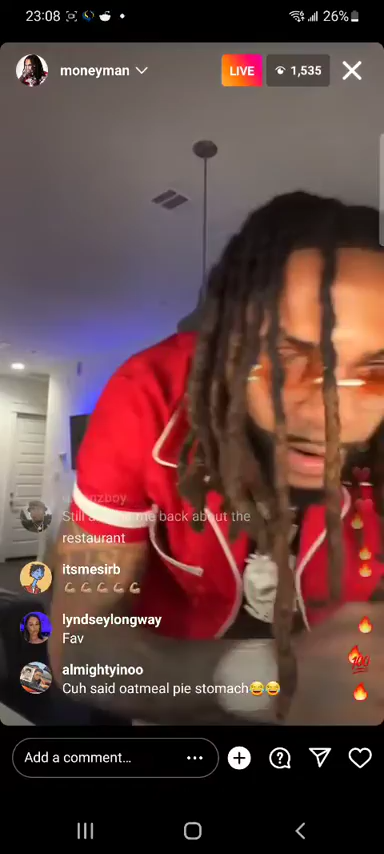 23:08
26%
moneyman
LIVE
1,535
Still
me back about the
restaurant
itsmesirb
lyndseylongway
Fav
almightyinoo
Cuh said oatmeal pie stomach😂😂
Add a comment...